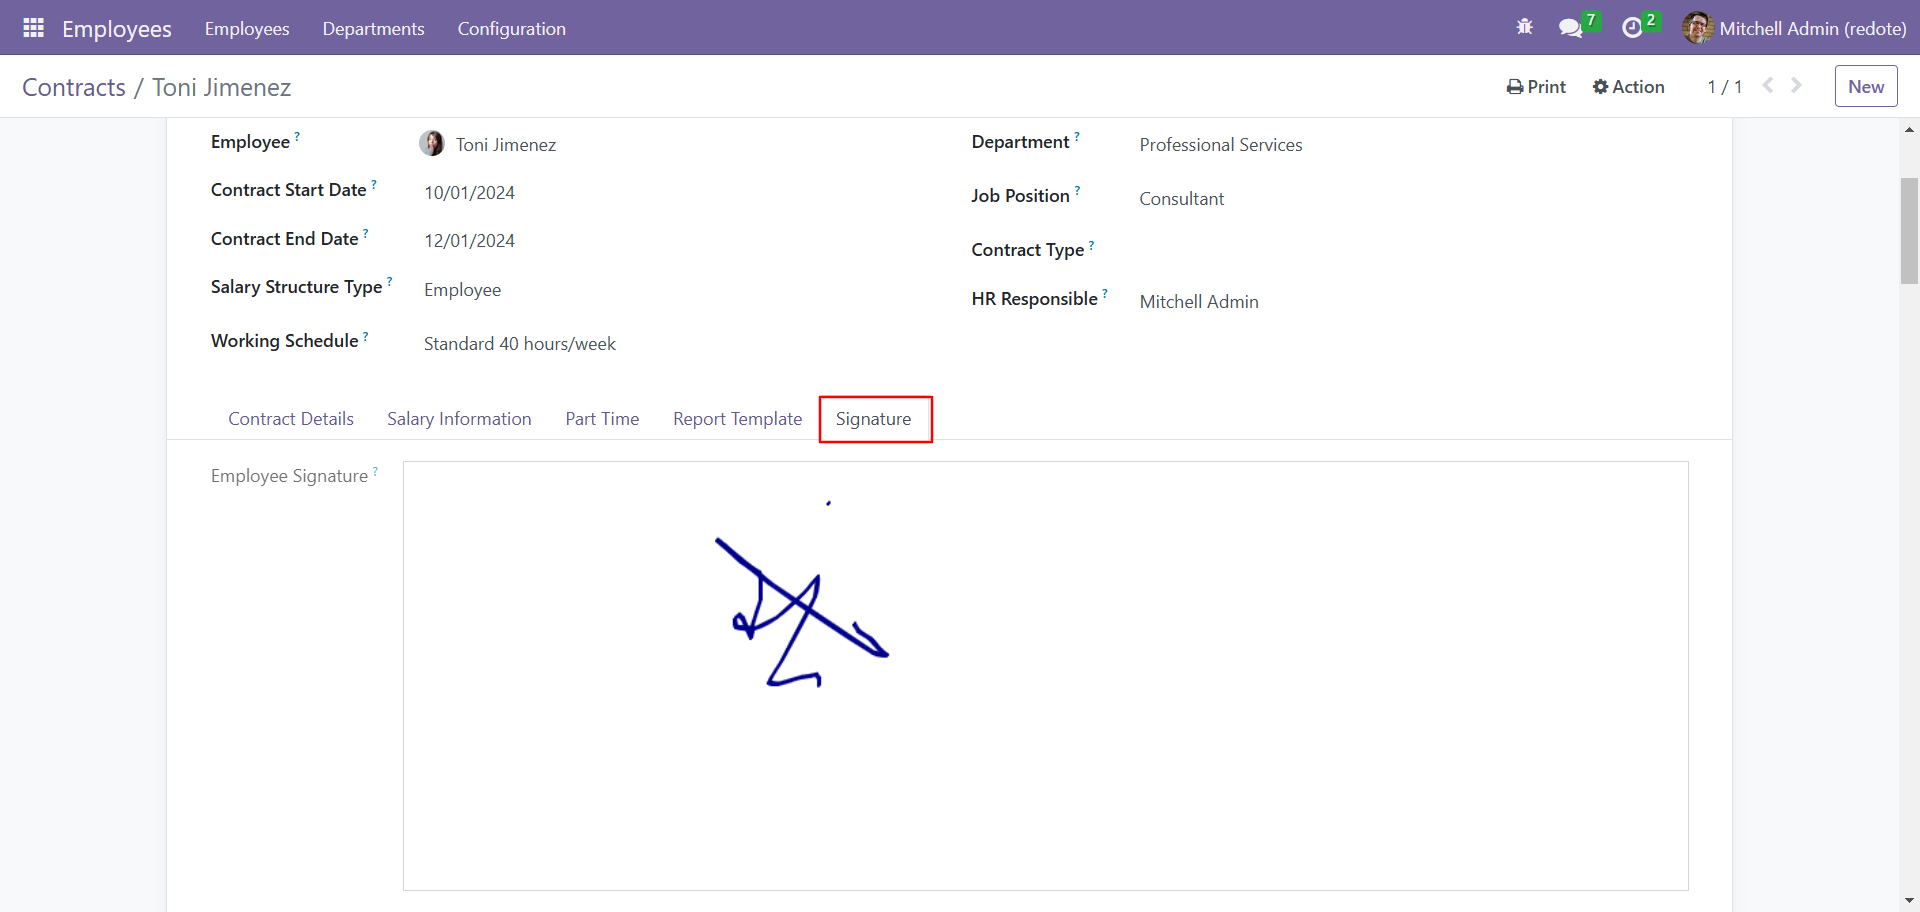 Employees Employees Departments Configuration 7 2 Mitchell Admin (redote)
Contracts / Toni Jimenez Print Action 1 / 1 New
Employee ? Toni Jimenez Department ? Professional Services
Contract Start Date ? 10/01/2024 Job Position ? Consultant
Contract End Date ? 12/01/2024 Contract Type ?
Salary Structure Type ? Employee HR Responsible ? Mitchell Admin
Working Schedule ? Standard 40 hours/week
Contract Details Salary Information Part Time Report Template Signature
Employee Signature ?